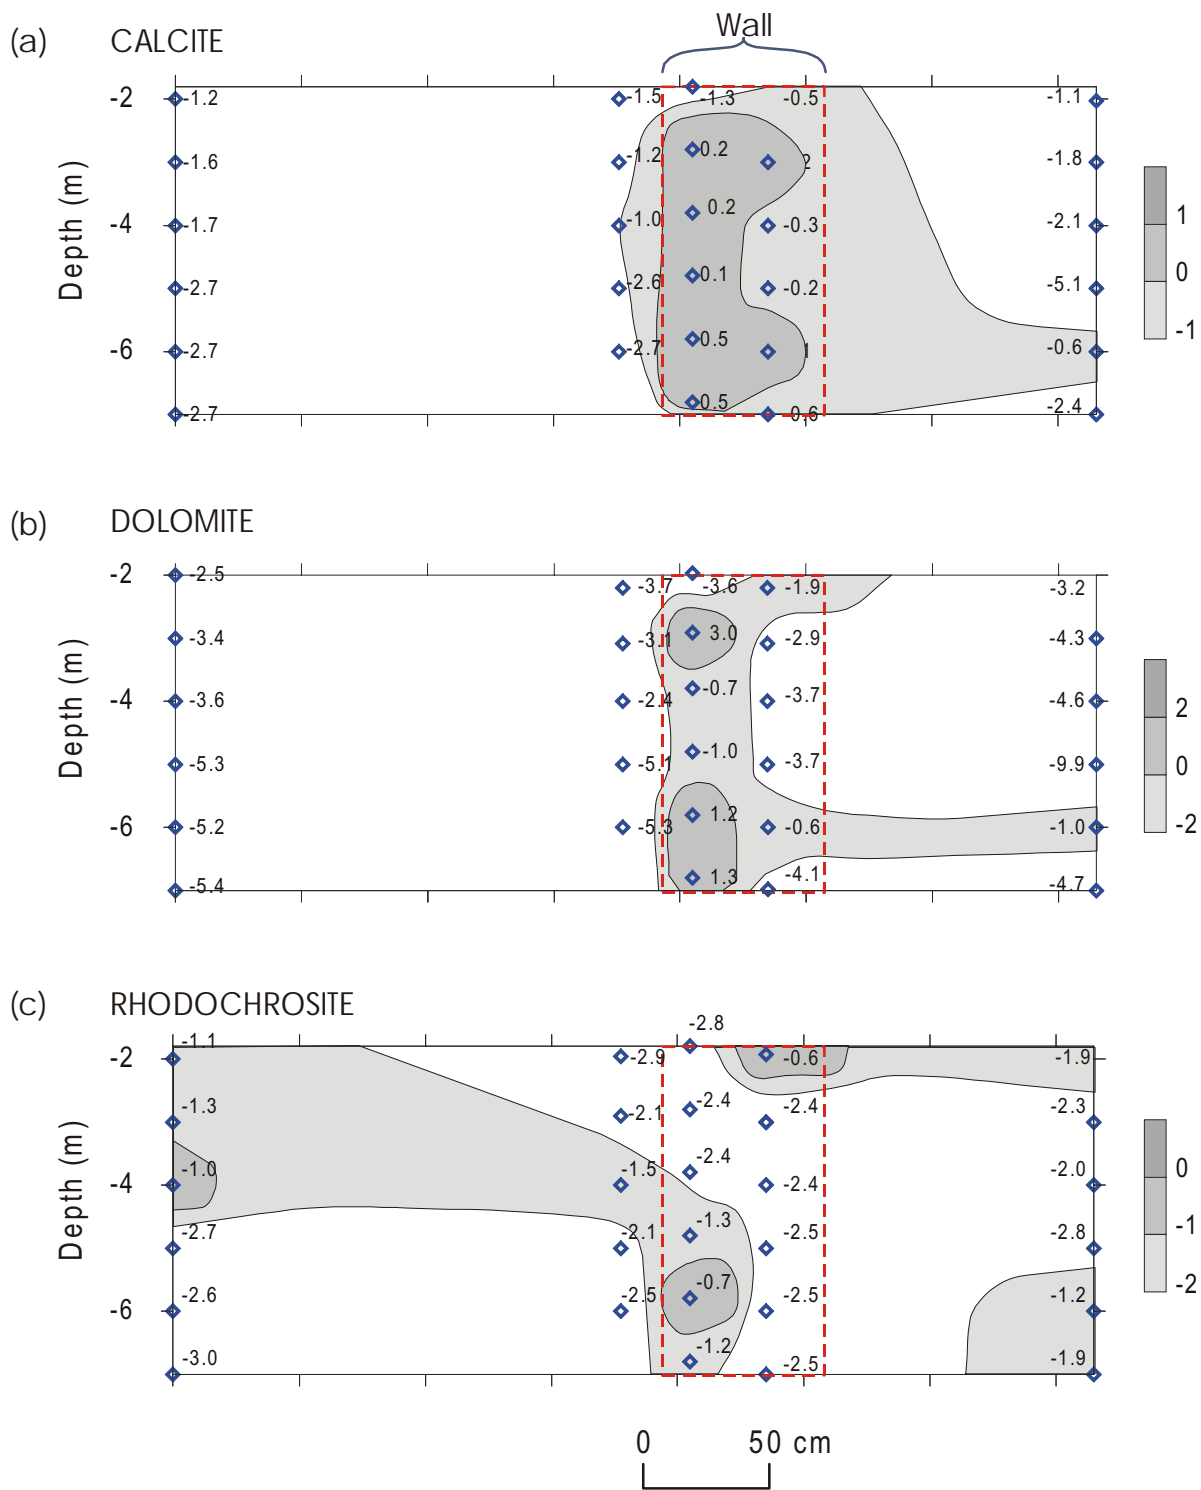 Wall
(a) CALCITE
-2 -1.2 -1.5 -1.3 -0.5 -1.1
-1.6 -1.2 0.2 2 -1.8
1
-4 -1.7 -1.0 0.2 -0.3 -2.1
0
-2.7 -2.6 0.1 -0.2 -5.1
-1
-6 -2.7 -2.7 0.5 1 -0.6
-2.7 0.5 -0.6 -2.4
Depth (m)
(b) DOLOMITE
-2 -2.5 -3.7 -3.6 -1.9 -3.2
-3.4 -3.1 3.0 -2.9 -4.3
-3.6 -2.4 -0.7 -3.7 -4.6
-4
2
-5.3 -5.1 -1.0 -3.7 -9.9
0
-6 -5.2 -5.3 1.2 -0.6 -1.0
-2
-5.4 1.3 -4.1 -4.7
Depth (m)
(c) RHODOCHROSITE
-2 -1.1 -2.9 -2.8 -0.6 -1.9
-1.3 -2.1 -2.4 -2.4 -2.3
-4 -1.0 -1.5 -2.4 -2.4 -2.0
0
-2.7 -2.1 -1.3 -2.5 -2.8
-1
-6 -2.6 -2.5 -0.7 -2.5 -1.2
-2
-3.0 -1.2 -2.5 -1.9
Depth (m)
0 50 cm